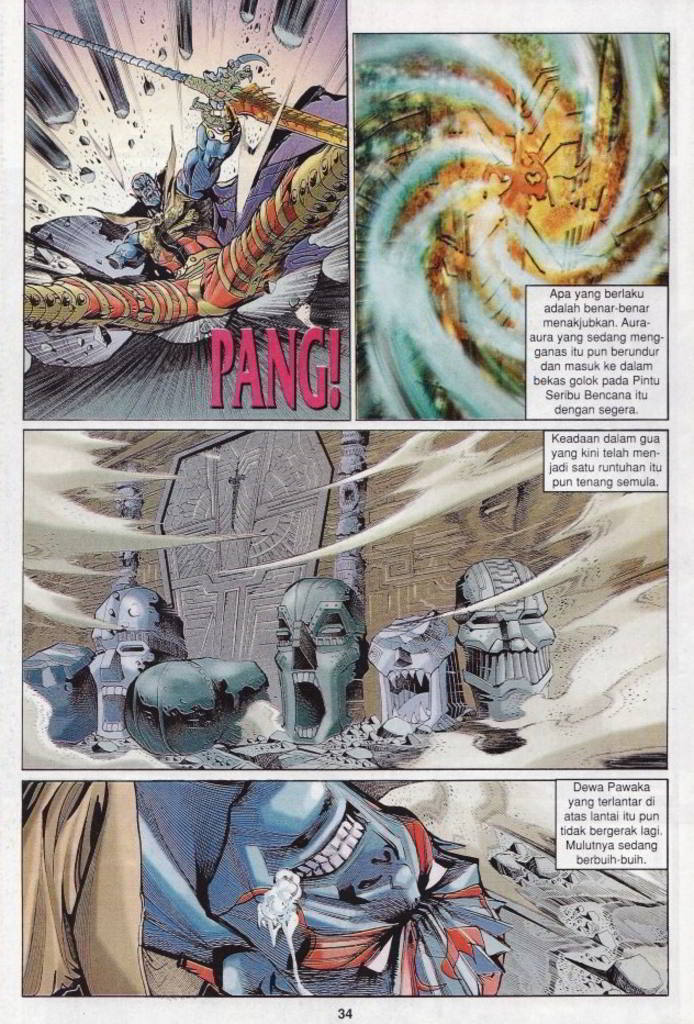 PANG!
Apa yang berlaku
adalah benar-benar
menakjubkan. Aura-
aura yang sedang meng-
ganas itu pun berundur
dan masuk ke dalam
bekas golok pada Pintu
Seribu Bencana itu
dengan segera.
Keadaan dalam gua
yang kini telah men-
jadi satu runtuhan itu
pun tenang semula.
Dewa Pawaka
yang terlantar di
atas lantai itu pun
tidak bergerak lagi.
Mulutnya sedang
berbuih-buih.
34